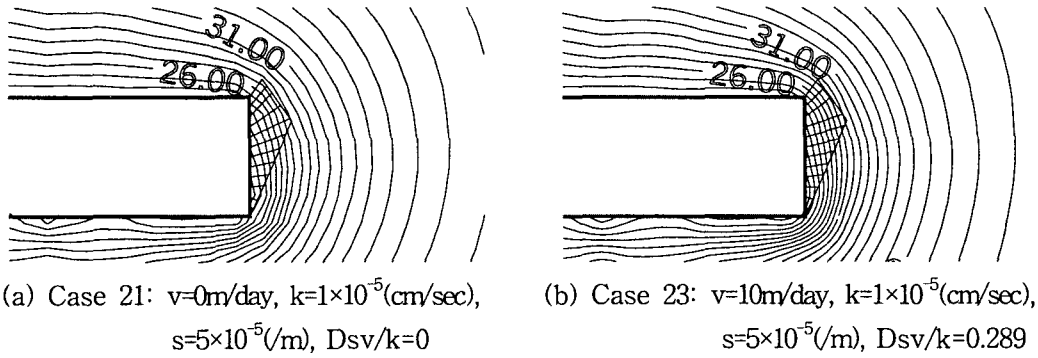 31.00
26.00
31.00
26.00
(a) Case 21: v=0m/day, k=1×10⁻⁵(cm/sec),
s=5×10⁻⁵(/m), Dsv/k=0
(b) Case 23: v=10m/day, k=1×10⁻⁵(cm/sec),
s=5×10⁻⁵(/m), Dsv/k=0.289